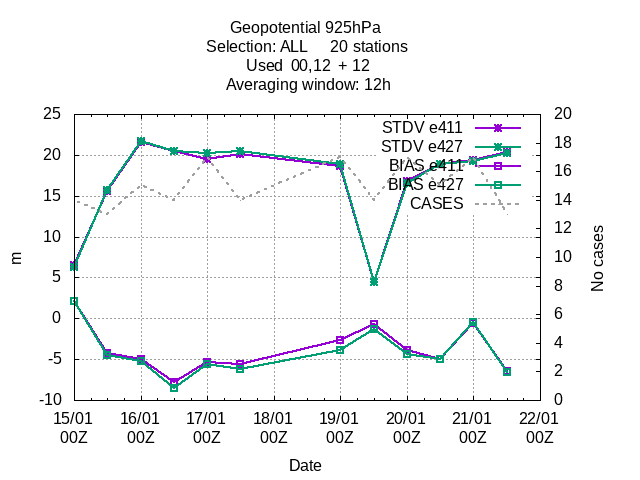 Geopotential 925hPa
Selection: ALL     20 stations
Used  00,12  + 12
Averaging window: 12h
25
20
15
10
5
0
-5
-10
m
20
18
16
14
12
10
8
6
4
2
0
No cases
STDV e411
STDV e427
BIAS e411
BIAS e427
CASES
15/01 16/01 17/01 18/01 19/01 20/01 21/01 22/01
00Z 00Z 00Z 00Z 00Z 00Z 00Z 00Z
Date